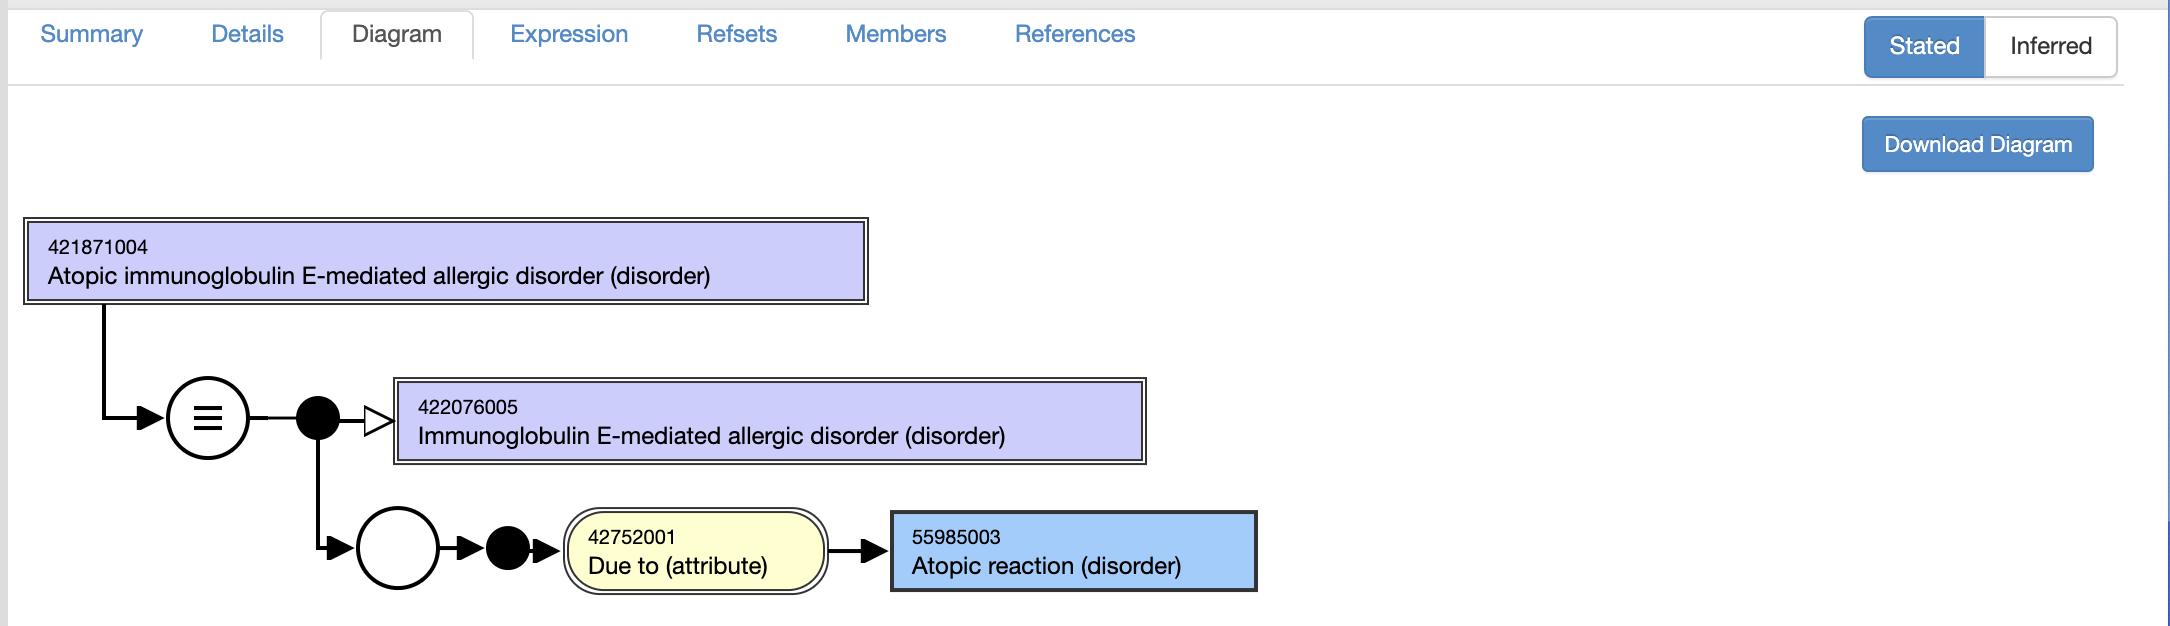 Summary Details Diagram Expression Refsets Members References Stated Inferred
Download Diagram
421871004
Atopic immunoglobulin E-mediated allergic disorder (disorder)
422076005
Immunoglobulin E-mediated allergic disorder (disorder)
42752001
Due to (attribute)
55985003
Atopic reaction (disorder)